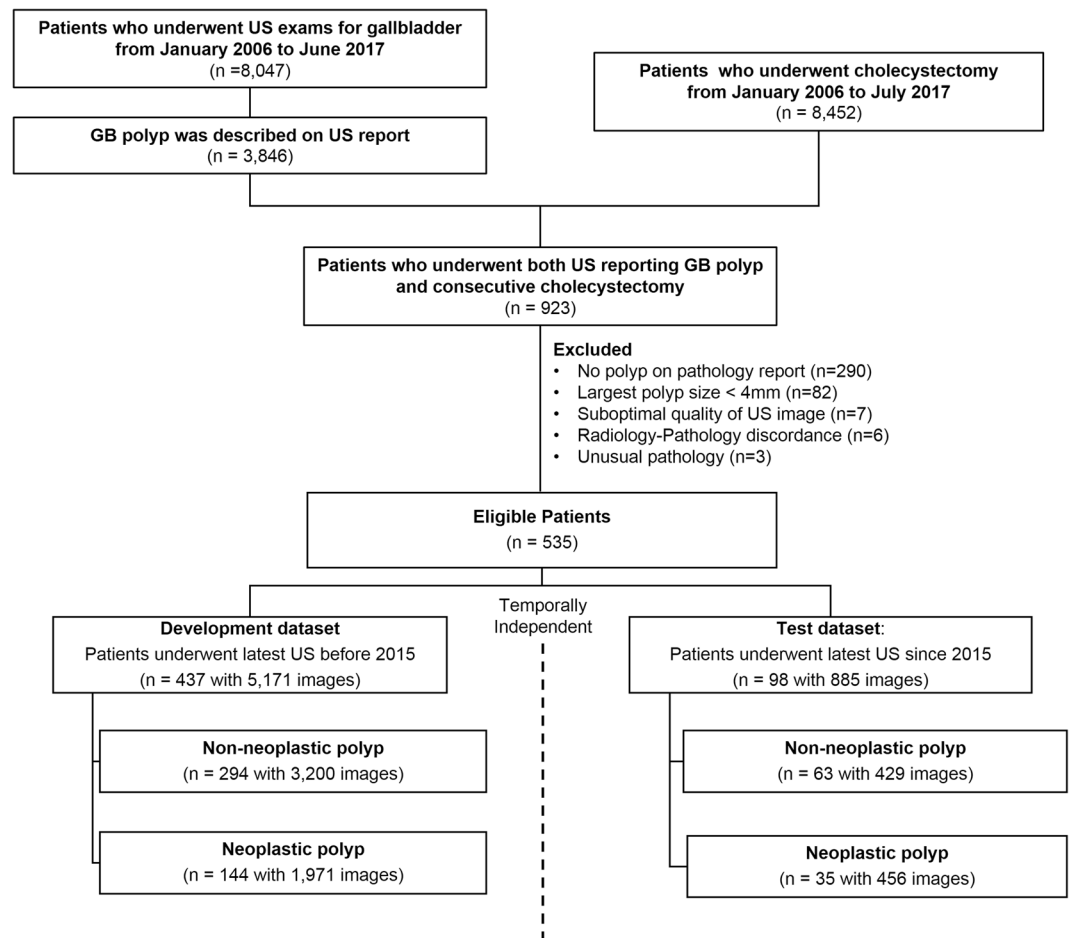 Patients who underwent US exams for gallbladder
from January 2006 to June 2017
(n =8,047)
Patients who underwent cholecystectomy
from January 2006 to July 2017
(n = 8,452)
GB polyp was described on US report
(n = 3,846)
Patients who underwent both US reporting GB polyp
and consecutive cholecystectomy
(n = 923)
Excluded
• No polyp on pathology report (n=290)
• Largest polyp size < 4mm (n=82)
• Suboptimal quality of US image (n=7)
• Radiology-Pathology discordance (n=6)
• Unusual pathology (n=3)
Eligible Patients
(n = 535)
Temporally
Independent
Development dataset
Patients underwent latest US before 2015
(n = 437 with 5,171 images)
Non-neoplastic polyp
(n = 294 with 3,200 images)
Neoplastic polyp
(n = 144 with 1,971 images)
Test dataset:
Patients underwent latest US since 2015
(n = 98 with 885 images)
Non-neoplastic polyp
(n = 63 with 429 images)
Neoplastic polyp
(n = 35 with 456 images)